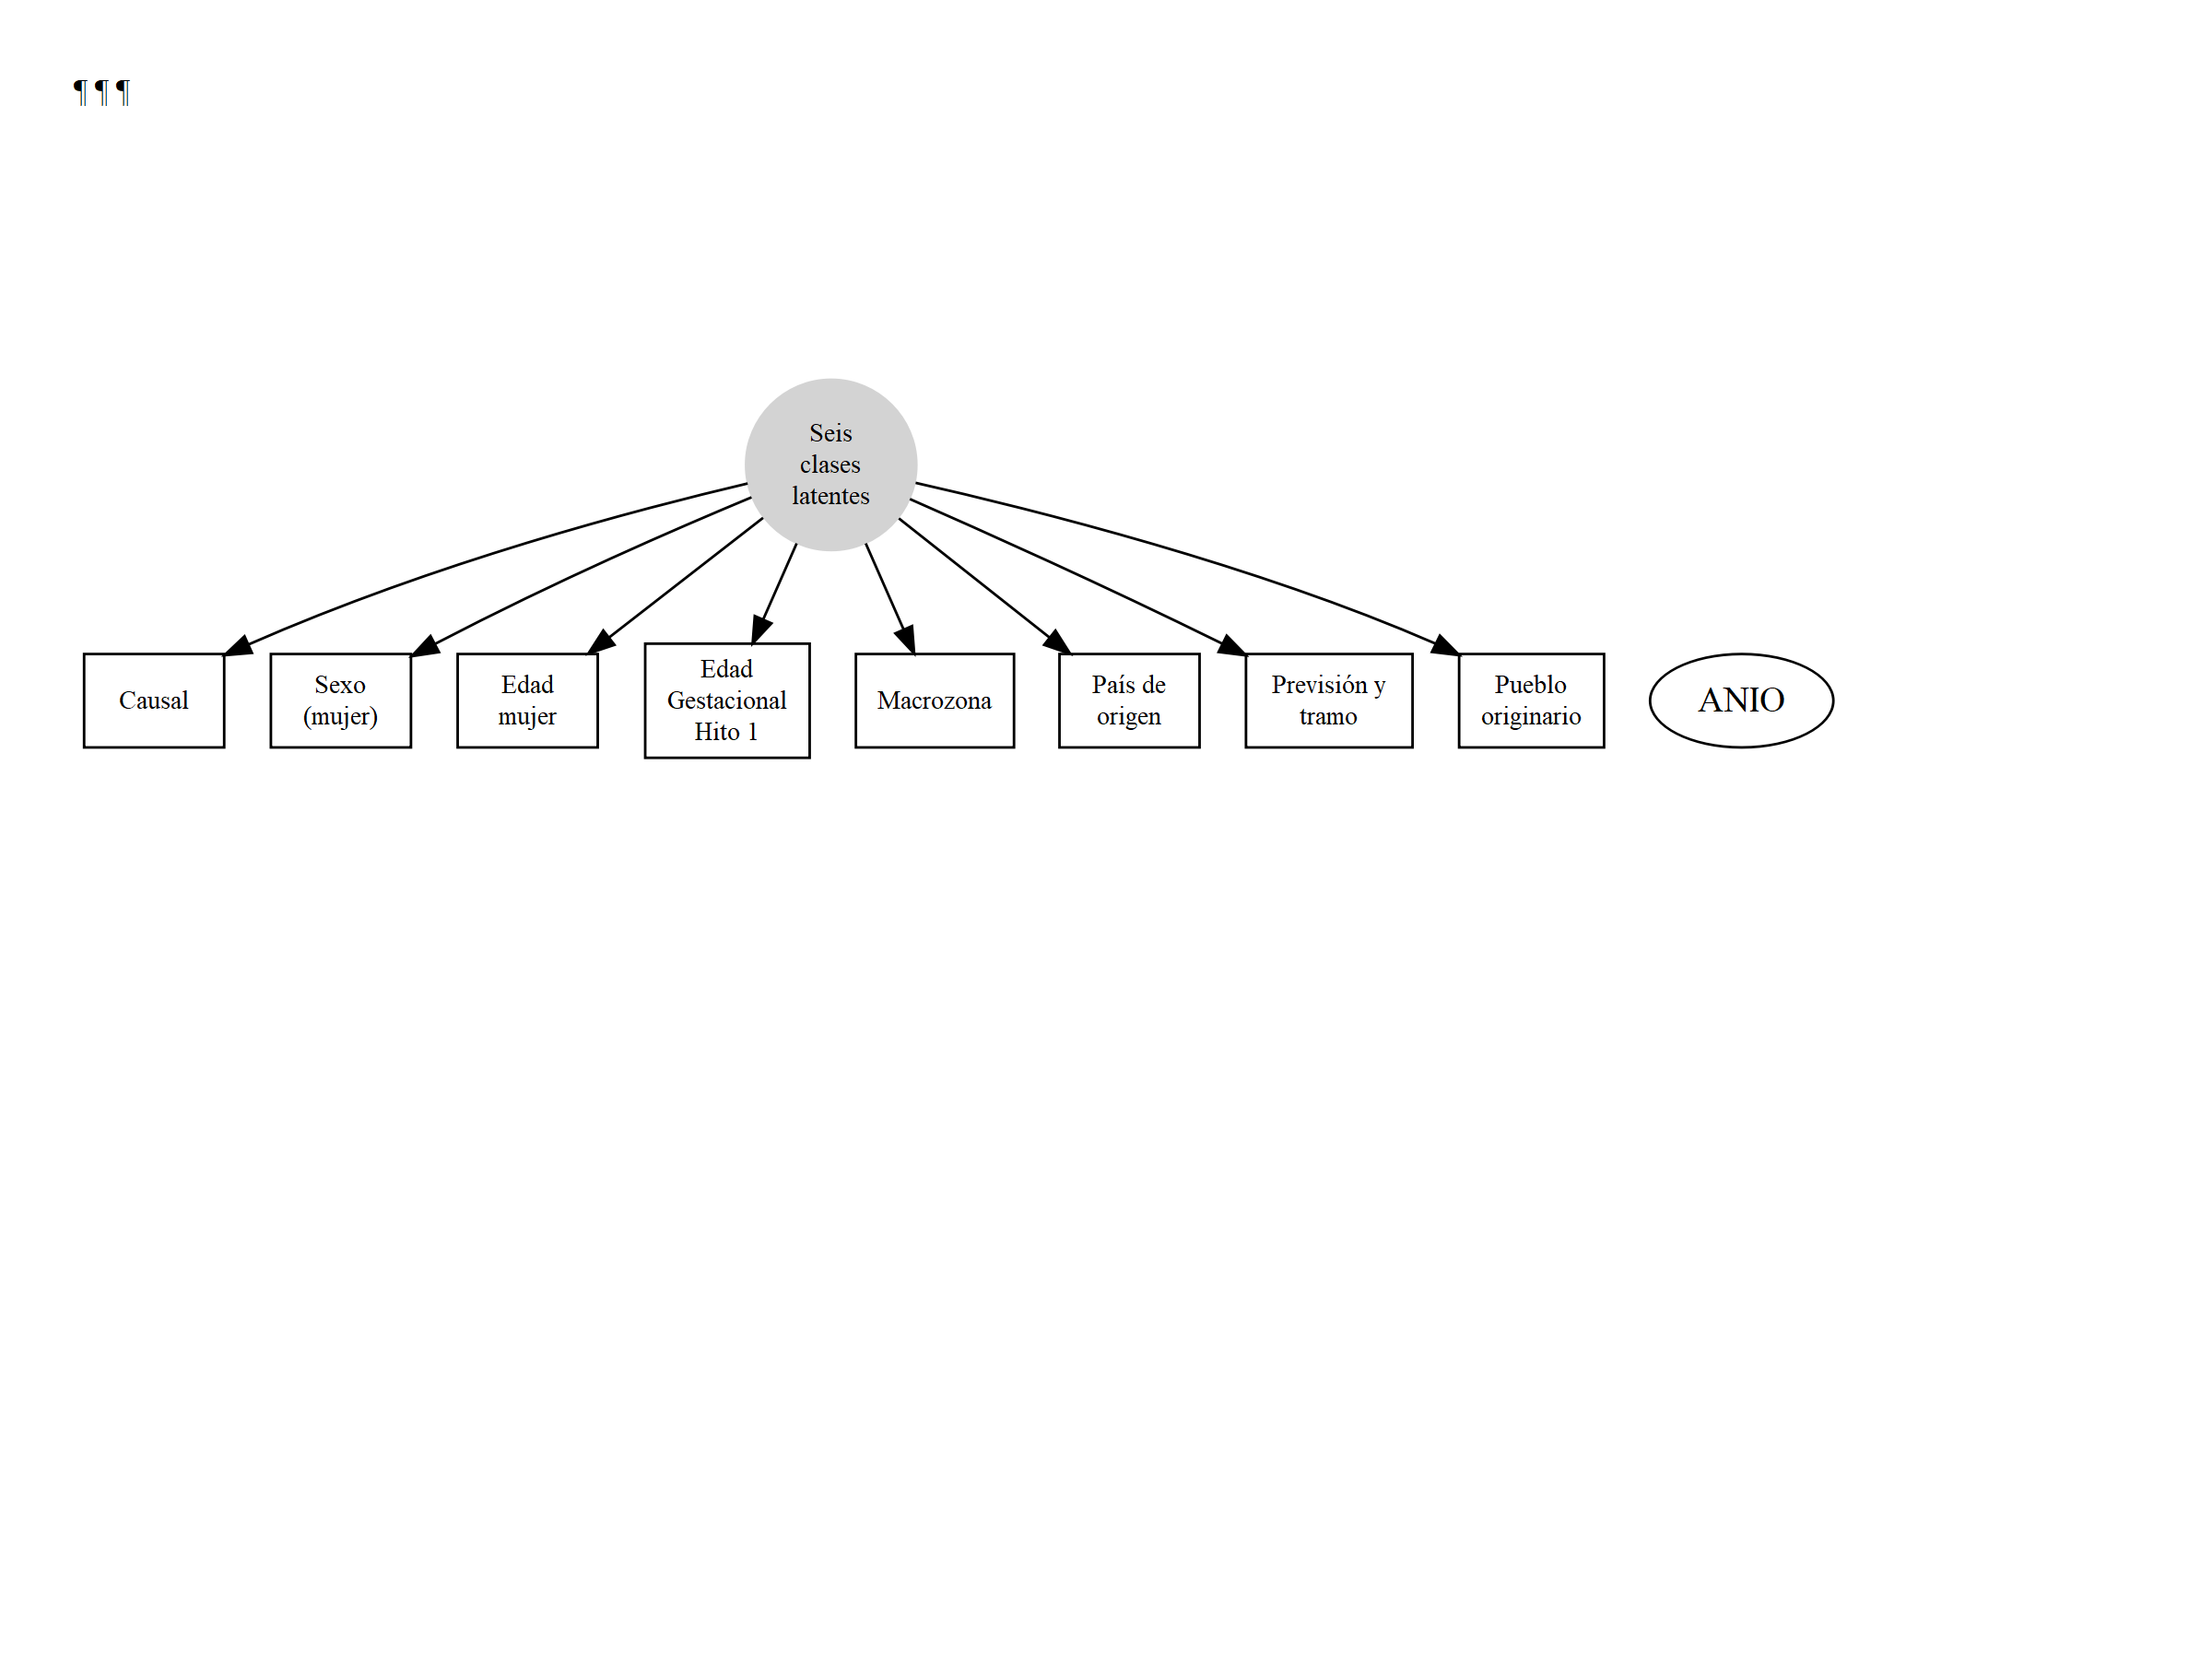 ¶ ¶ ¶
Seis
clases
latentes
Causal
Sexo
(mujer)
Edad
mujer
Edad
Gestacional
Hito 1
Macrozona
País de
origen
Previsión y
tramo
Pueblo
originario
ANIO